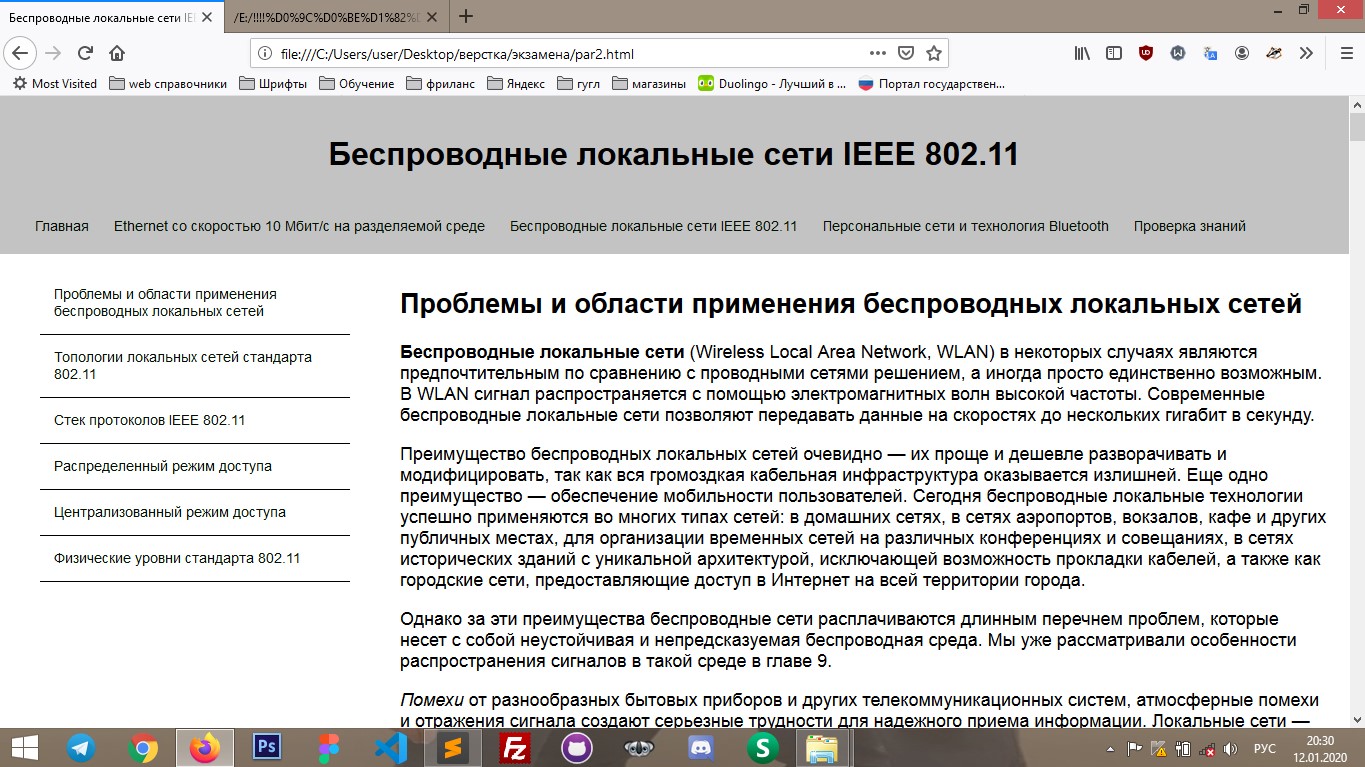 Беспроводные локальные сети IEE
/E:/!!!!%D0%9C%D0%BE%D1%82%D
file:///C:/Users/user/Desktop/верстка/экзамена/par2.html
Most Visited web справочники Шрифты Обучение фриланс Яндекс гугл магазины Duolingo - Лучший в ... Портал государствен...
Беспроводные локальные сети IEEE 802.11
Главная Ethernet со скоростью 10 Мбит/с на разделяемой среде Беспроводные локальные сети IEEE 802.11 Персональные сети и технология Bluetooth Проверка знаний
Проблемы и области применения
беспроводных локальных сетей
Топологии локальных сетей стандарта
802.11
Стек протоколов IEEE 802.11
Распределенный режим доступа
Централизованный режим доступа
Физические уровни стандарта 802.11
Проблемы и области применения беспроводных локальных сетей
Беспроводные локальные сети (Wireless Local Area Network, WLAN) в некоторых случаях являются
предпочтительным по сравнению с проводными сетями решением, а иногда просто единственно возможным.
В WLAN сигнал распространяется с помощью электромагнитных волн высокой частоты. Современные
беспроводные локальные сети позволяют передавать данные на скоростях до нескольких гигабит в секунду.
Преимущество беспроводных локальных сетей очевидно — их проще и дешевле разворачивать и
модифицировать, так как вся громоздкая кабельная инфраструктура оказывается излишней. Еще одно
преимущество — обеспечение мобильности пользователей. Сегодня беспроводные локальные технологии
успешно применяются во многих типах сетей: в домашних сетях, в сетях аэропортов, вокзалов, кафе и других
публичных местах, для организации временных сетей на различных конференциях и совещаниях, в сетях
исторических зданий с уникальной архитектурой, исключающей возможность прокладки кабелей, а также как
городские сети, предоставляющие доступ в Интернет на всей территории города.
Однако за эти преимущества беспроводные сети расплачиваются длинным перечнем проблем, которые
несет с собой неустойчивая и непредсказуемая беспроводная среда. Мы уже рассматривали особенности
распространения сигналов в такой среде в главе 9.
Помехи от разнообразных бытовых приборов и других телекоммуникационных систем, атмосферные помехи
и отражения сигнала создают серьезные трудности для надежного приема информации. Локальные сети —
Ps
Fz
S
РУС
20:30
12.01.2020